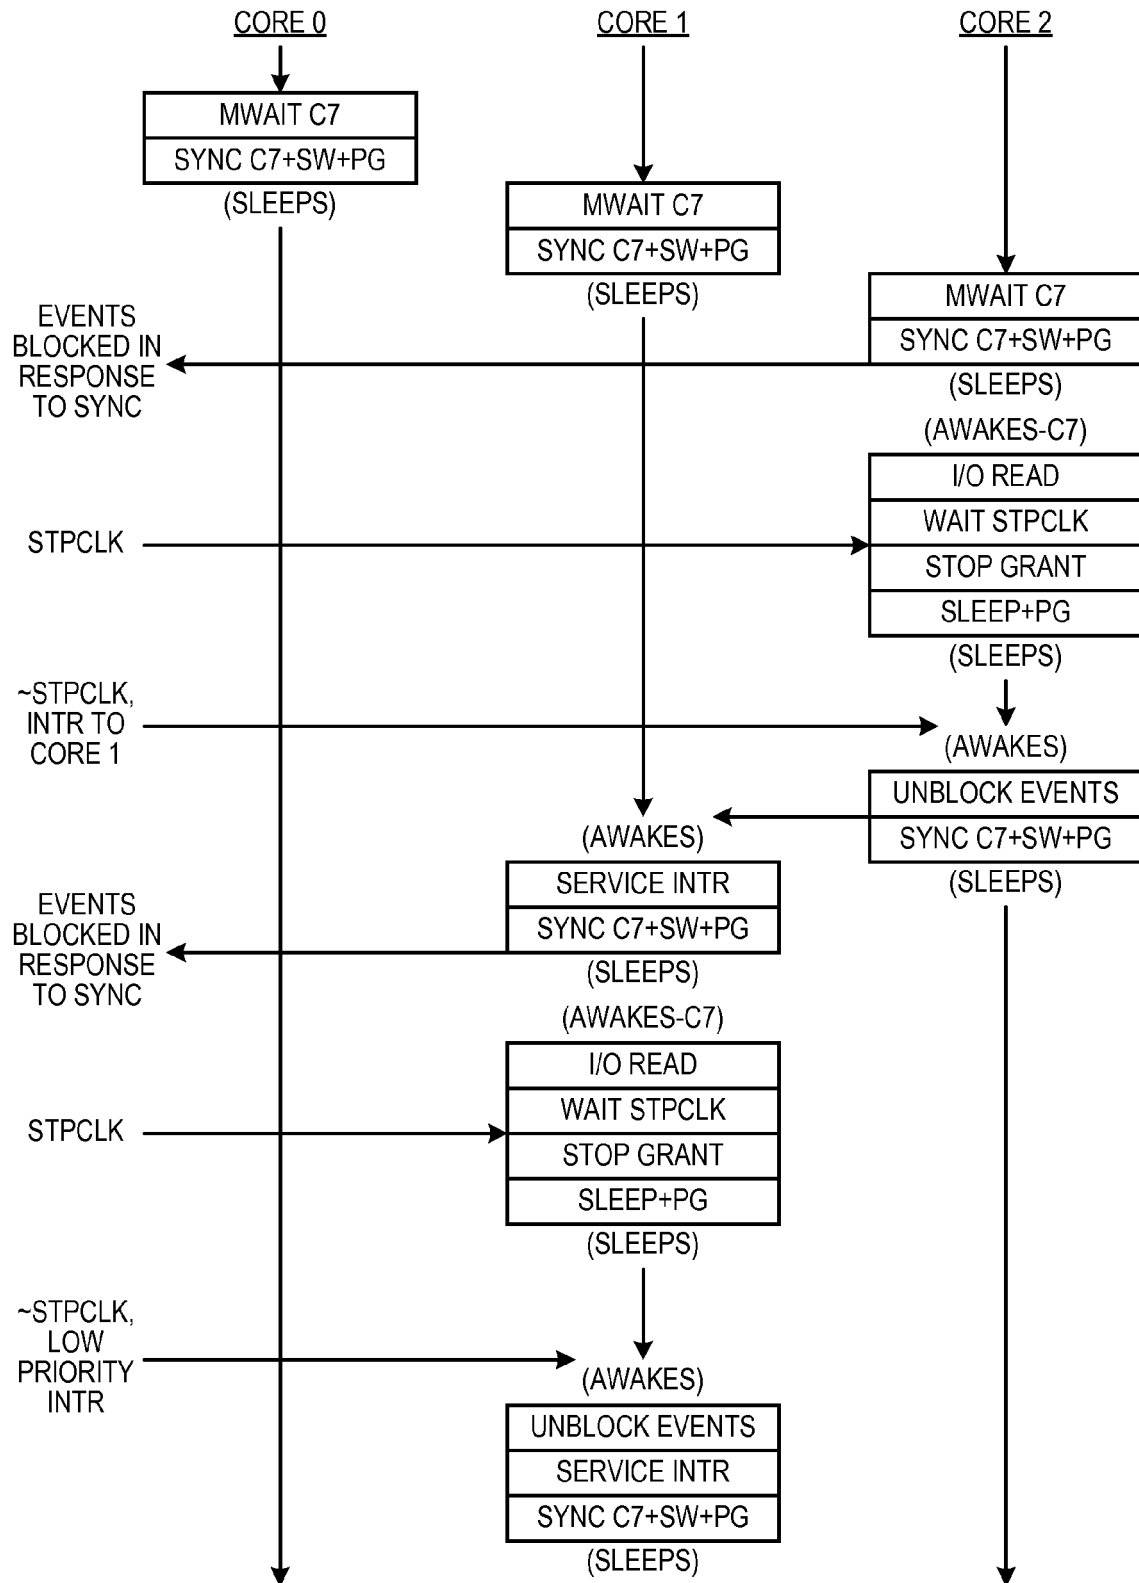 CORE 0
CORE 1
CORE 2
MWAIT C7
SYNC C7+SW+PG
(SLEEPS)
MWAIT C7
SYNC C7+SW+PG
(SLEEPS)
MWAIT C7
SYNC C7+SW+PG
(SLEEPS)
EVENTS
BLOCKED IN
RESPONSE
TO SYNC
(AWAKES-C7)
I/O READ
WAIT STPCLK
STOP GRANT
SLEEP+PG
(SLEEPS)
STPCLK
~STPCLK,
INTR TO
CORE 1
(AWAKES)
UNBLOCK EVENTS
SYNC C7+SW+PG
(SLEEPS)
(AWAKES)
SERVICE INTR
SYNC C7+SW+PG
(SLEEPS)
EVENTS
BLOCKED IN
RESPONSE
TO SYNC
(AWAKES-C7)
I/O READ
WAIT STPCLK
STOP GRANT
SLEEP+PG
(SLEEPS)
STPCLK
~STPCLK,
LOW
PRIORITY
INTR
(AWAKES)
UNBLOCK EVENTS
SERVICE INTR
SYNC C7+SW+PG
(SLEEPS)